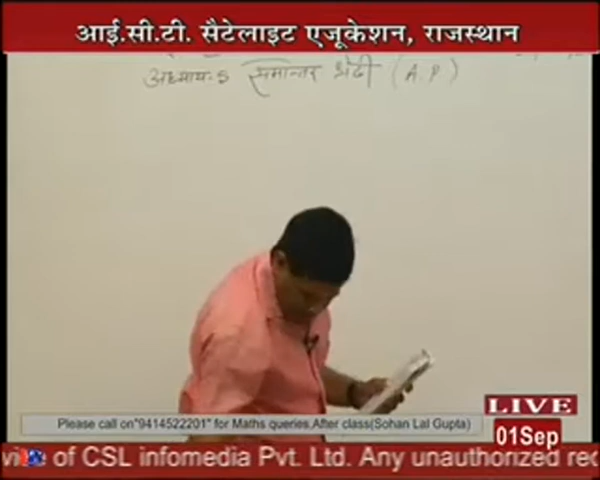 आई.सी.टी. सैटेलाइट एजूकेशन, राजस्थान
अध्याय-5 समान्तर श्रेढी (A.P)
LIVE
Please call on"9414522201" for Maths queries,After class(Sohan Lal Gupta)
01Sep
of CSL infomedia Pvt. Ltd. Any unauthorized